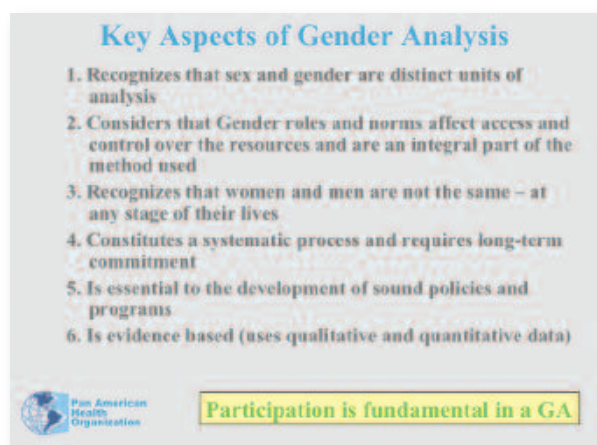 Key Aspects of Gender Analysis
1. Recognizes that sex and gender are distinct units of
analysis
2. Considers that Gender roles and norms affect access and
control over the resources and are an integral part of the
method used
3. Recognizes that women and men are not the same – at
any stage of their lives
4. Constitutes a systematic process and requires long-term
commitment
5. Is essential to the development of sound policies and
programs
6. Is evidence based (uses qualitative and quantitative data)
Pan American
Health
Organization
Participation is fundamental in a GA